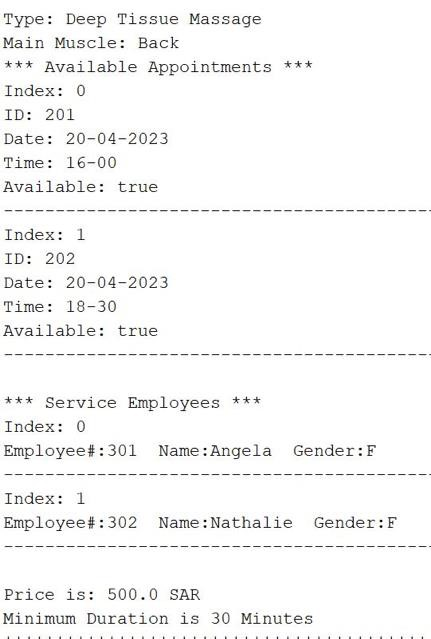 Type: Deep Tissue Massage
Main Muscle: Back
*** Available Appointments ***
Index: 0
ID: 201
Date: 20-04-2023
Time: 16-00
Available: true
-----------------------------------------
Index: 1
ID: 202
Date: 20-04-2023
Time: 18-30
Available: true
-----------------------------------------
*** Service Employees ***
Index: 0
Employee#:301  Name:Angela  Gender:F
-----------------------------------------
Index: 1
Employee#:302  Name:Nathalie  Gender:F
-----------------------------------------
Price is: 500.0 SAR
Minimum Duration is 30 Minutes